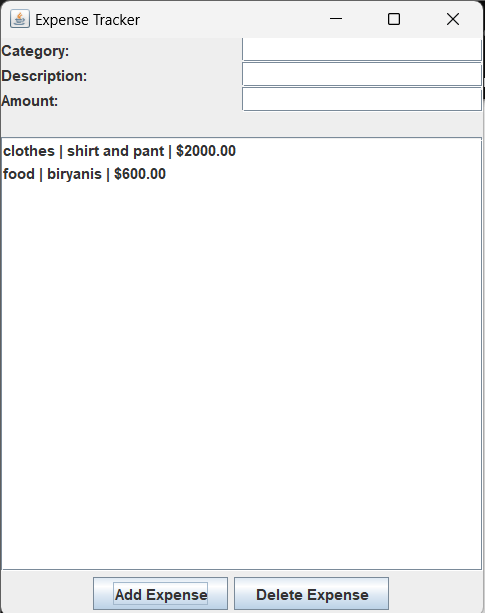 Expense Tracker
Category:
Description:
Amount:
clothes | shirt and pant | $2000.00
food | biryanis | $600.00
Add Expense Delete Expense